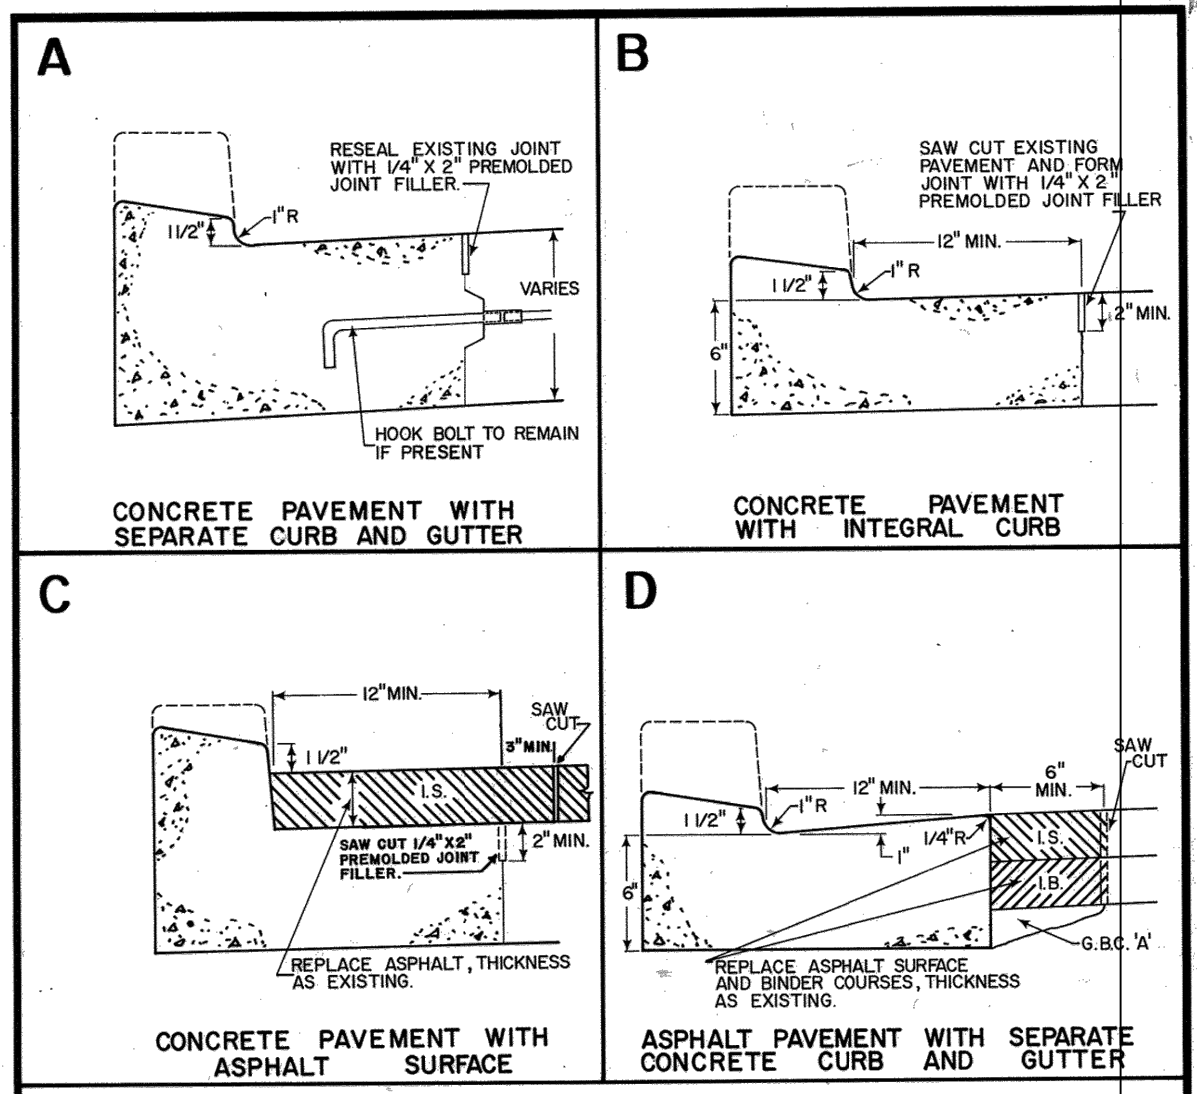 A
RESEAL EXISTING JOINT
WITH 1/4" X 2" PREMOLDED
JOINT FILLER.
1"R
1 1/2"
VARIES
HOOK BOLT TO REMAIN
IF PRESENT
CONCRETE PAVEMENT WITH
SEPARATE CURB AND GUTTER
B
SAW CUT EXISTING
PAVEMENT AND FORM
JOINT WITH 1/4" X 2"
PREMOLDED JOINT FILLER
12" MIN.
1"R
1 1/2"
2" MIN.
6"
CONCRETE PAVEMENT
WITH INTEGRAL CURB
C
12" MIN.
SAW
CUT
3" MIN.
1 1/2"
I.S.
SAW CUT 1/4"X2"
PREMOLDED JOINT
FILLER.
2" MIN.
REPLACE ASPHALT, THICKNESS
AS EXISTING.
CONCRETE PAVEMENT WITH
ASPHALT SURFACE
D
SAW
CUT
12" MIN.
6"
MIN.
1"R
1 1/2"
1/4"R
1"
I.S.
I.B.
6"
G.B.C. 'A'
REPLACE ASPHALT SURFACE
AND BINDER COURSES, THICKNESS
AS EXISTING.
ASPHALT PAVEMENT WITH SEPARATE
CONCRETE CURB AND GUTTER